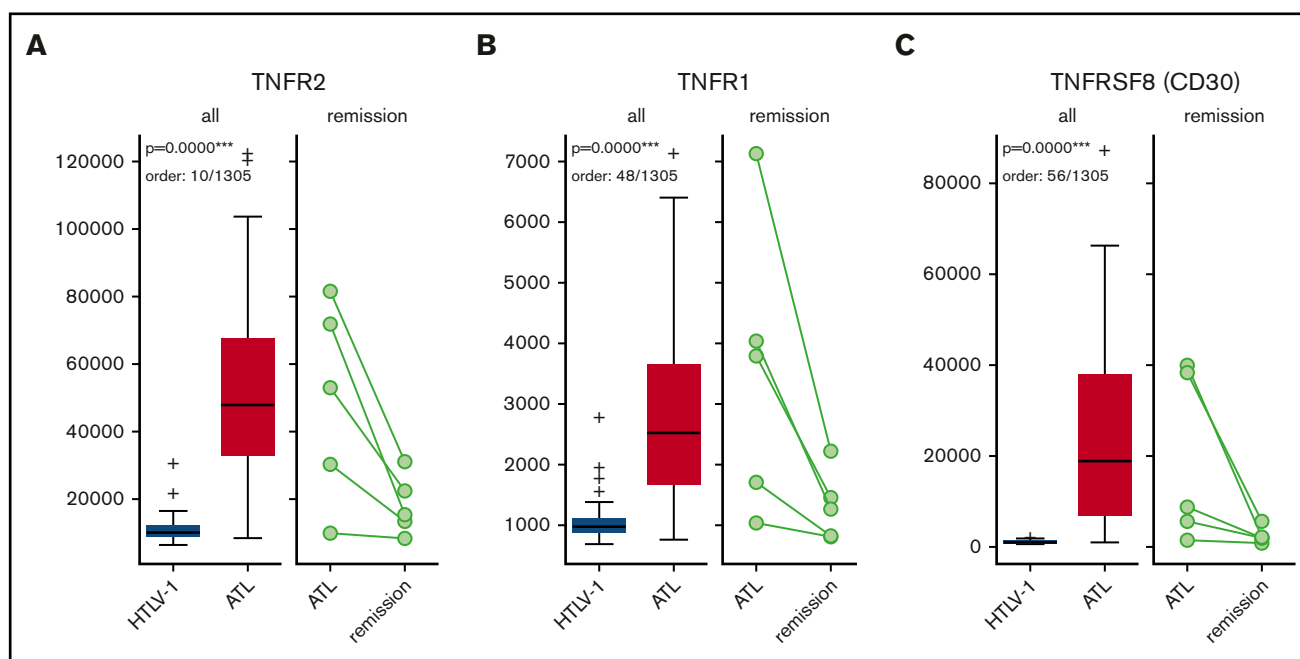 A
TNFR2
all
remission
p=0.0000***
order: 10/1305
120000
100000
80000
60000
40000
20000
HTLV-1
ATL
ATL
remission
B
TNFR1
all
remission
p=0.0000***
order: 48/1305
7000
6000
5000
4000
3000
2000
1000
HTLV-1
ATL
ATL
remission
C
TNFRSF8 (CD30)
all
remission
p=0.0000***
order: 56/1305
80000
60000
40000
20000
0
HTLV-1
ATL
ATL
remission